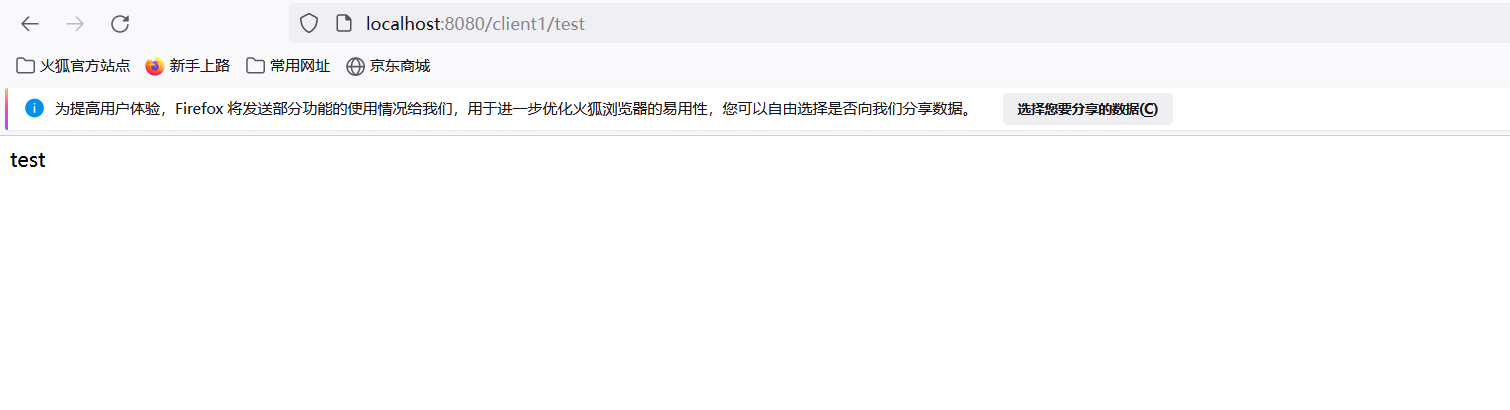 localhost:8080/client1/test
火狐官方站点 新手上路 常用网址 京东商城
为提高用户体验，Firefox 将发送部分功能的使用情况给我们，用于进一步优化火狐浏览器的易用性，您可以自由选择是否向我们分享数据。 选择您要分享的数据(C)
test